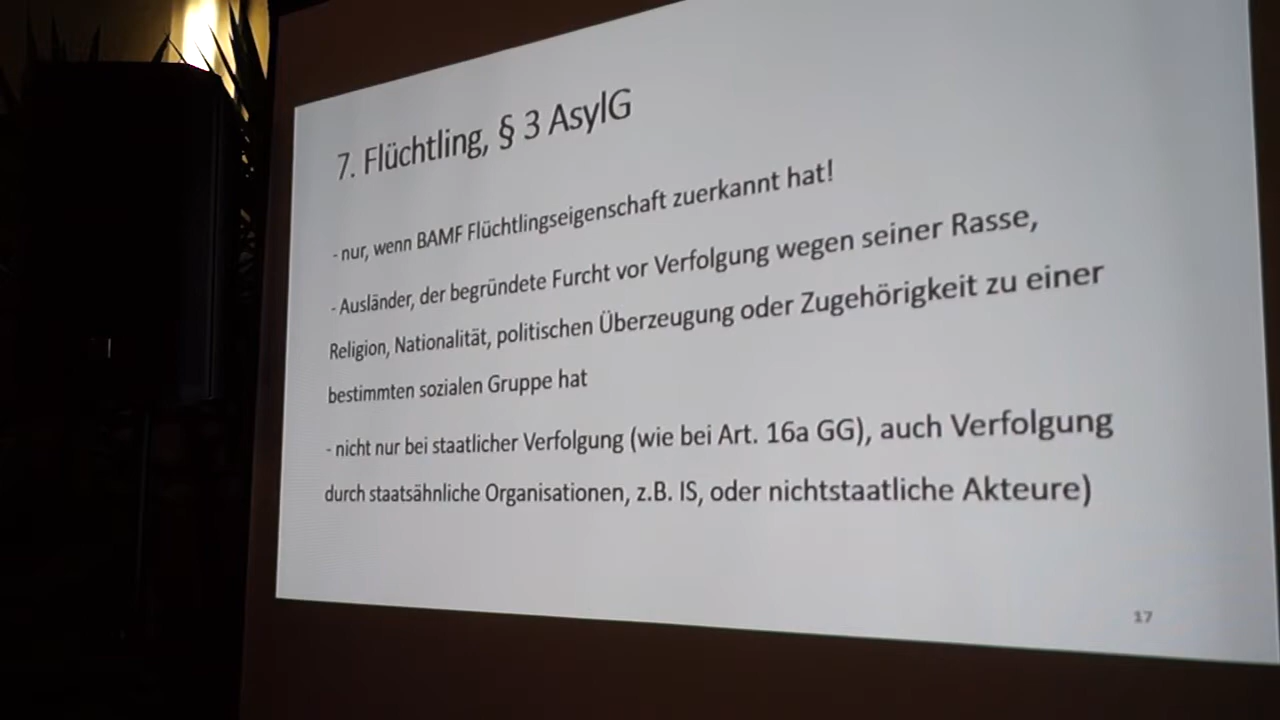 7. Flüchtling, § 3 AsylG
- nur, wenn BAMF Flüchtlingseigenschaft zuerkannt hat!
- Ausländer, der begründete Furcht vor Verfolgung wegen seiner Rasse,
Religion, Nationalität, politischen Überzeugung oder Zugehörigkeit zu einer
bestimmten sozialen Gruppe hat
- nicht nur bei staatlicher Verfolgung (wie bei Art. 16a GG), auch Verfolgung
durch staatsähnliche Organisationen, z.B. IS, oder nichtstaatliche Akteure)
17